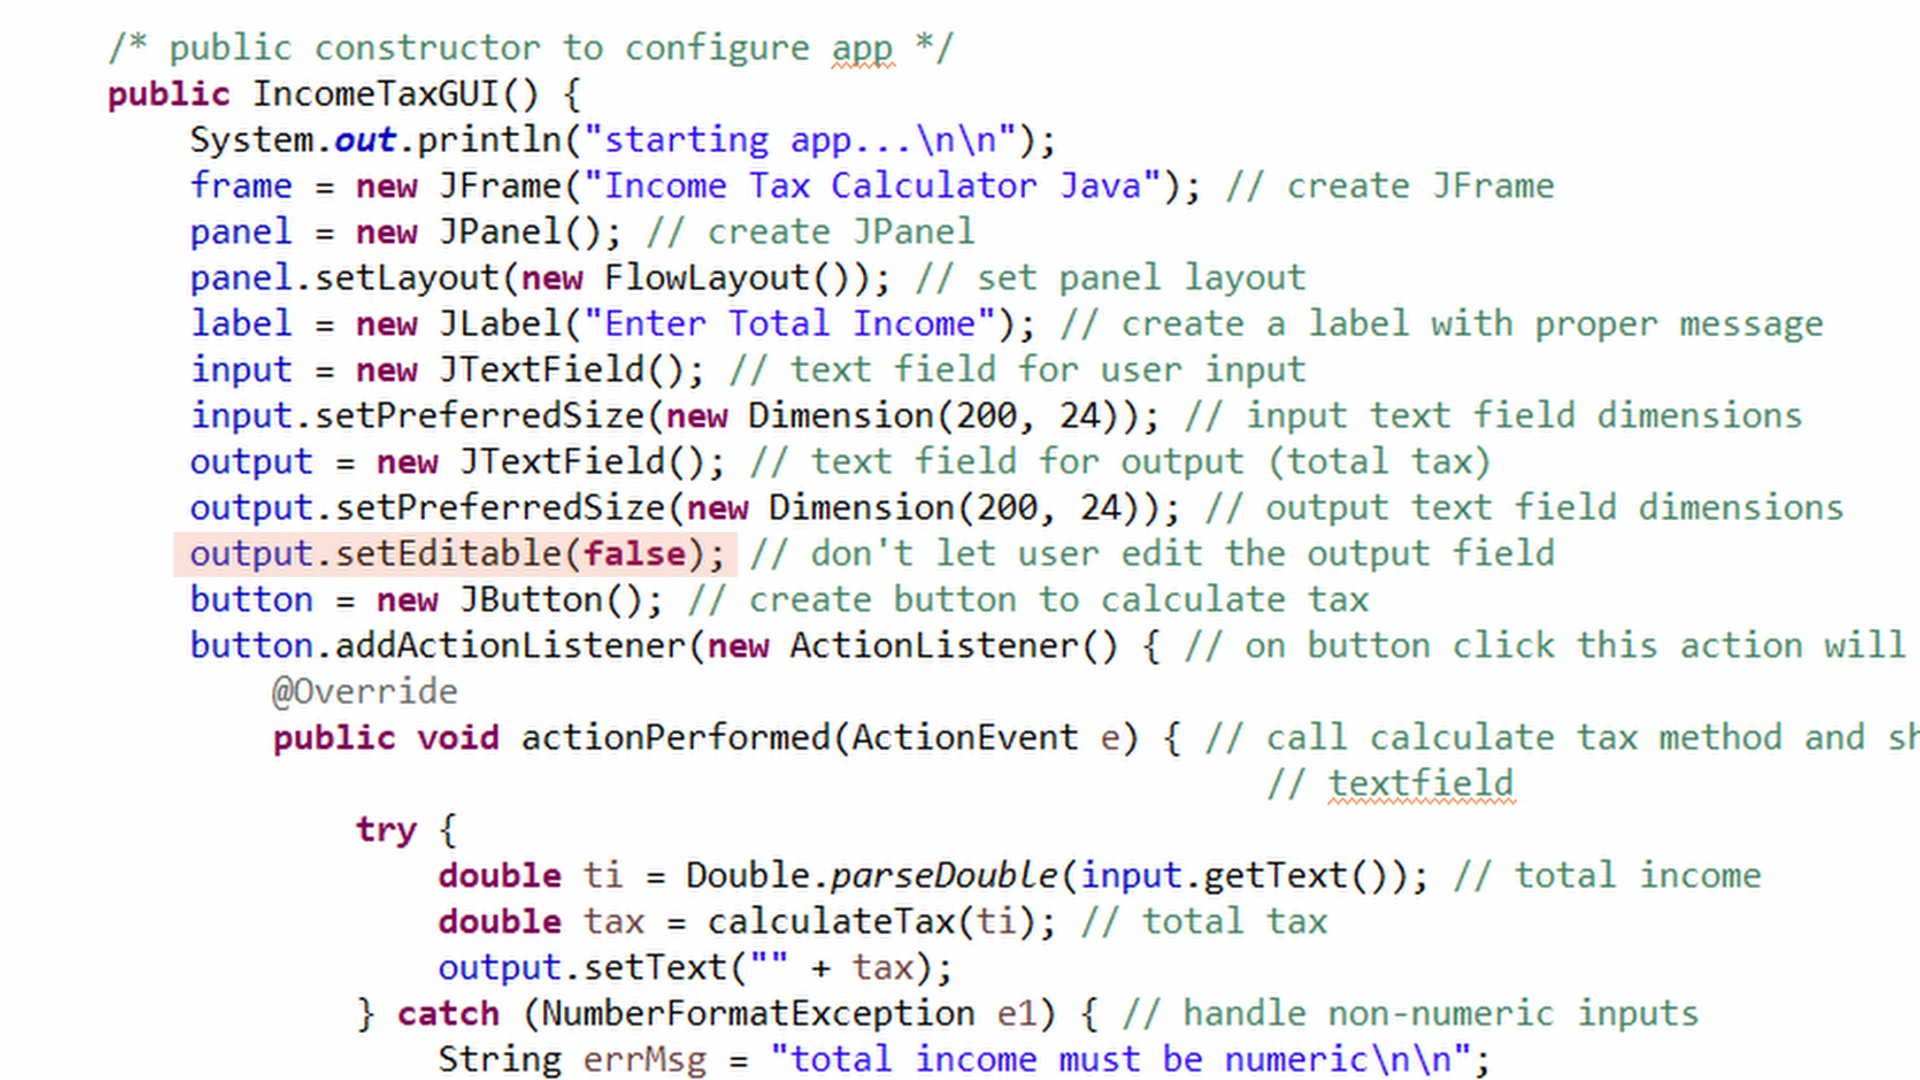 /* public constructor to configure app */
public IncomeTaxGUI() {
System.out.println("starting app...\n\n");
frame = new JFrame("Income Tax Calculator Java"); // create JFrame
panel = new JPanel(); // create JPanel
panel.setLayout(new FlowLayout()); // set panel layout
label = new JLabel("Enter Total Income"); // create a label with proper message
input = new JTextField(); // text field for user input
input.setPreferredSize(new Dimension(200, 24)); // input text field dimensions
output = new JTextField(); // text field for output (total tax)
output.setPreferredSize(new Dimension(200, 24)); // output text field dimensions
output.setEditable(false); // don't let user edit the output field
button = new JButton(); // create button to calculate tax
button.addActionListener(new ActionListener() { // on button click this action will
@Override
public void actionPerformed(ActionEvent e) { // call calculate tax method and
// textfield
try {
double ti = Double.parseDouble(input.getText()); // total income
double tax = calculateTax(ti); // total tax
output.setText("" + tax);
} catch (NumberFormatException e1) { // handle non-numeric inputs
String errMsg = "total income must be numeric\n\n";